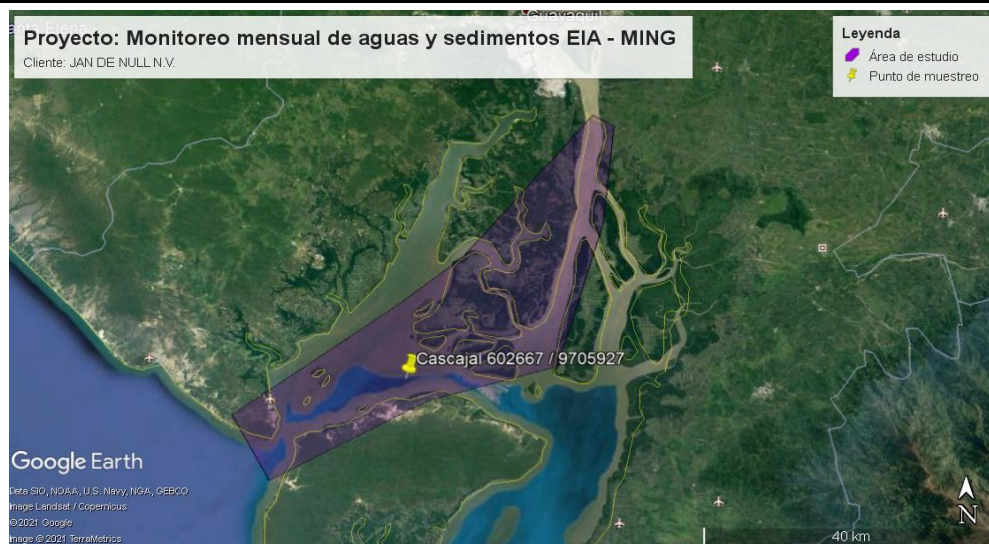 Guayaquil
Proyecto: Monitoreo mensual de aguas y sedimentos EIA - MING
Cliente: JAN DE NULL N.V.
Leyenda
Área de estudio
Punto de muestreo
Cascajal 602667 / 9705927
Google Earth
Data SIO, NOAA, U.S. Navy, NGA, GEBCO
Image Landsat / Copernicus
©2021 Google
Image © 2021 TerraMetrics
N
40 km